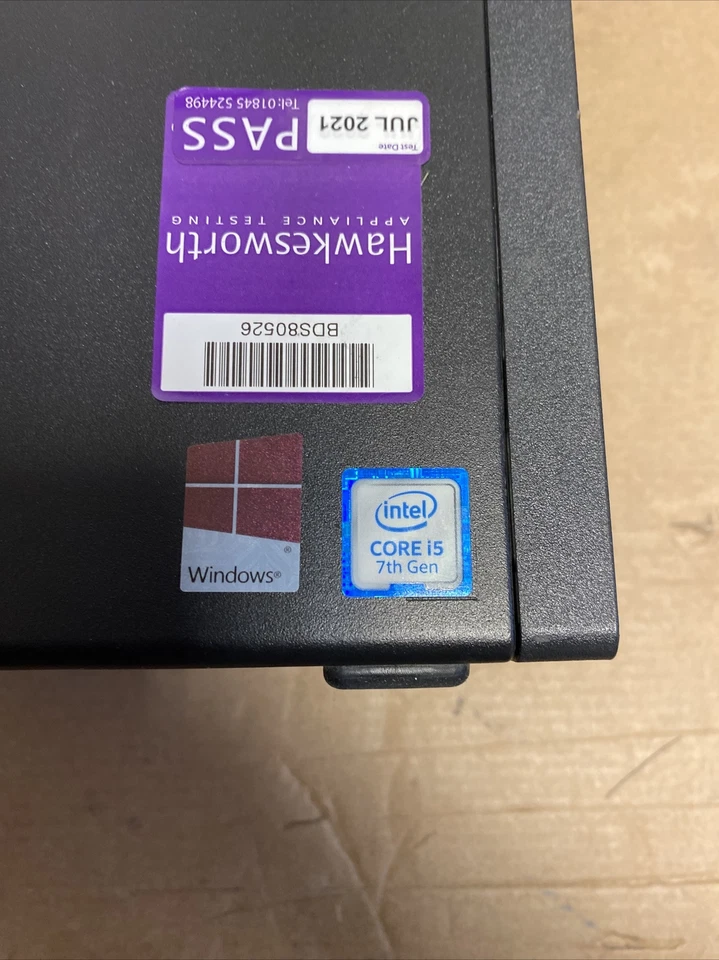 PASS
Tel:01845 524498
Test Date
JUL 2021
Hawkesworth
APPLIANCE TESTING
BDS80526
Windows®
®
intel
CORE i5
7th Gen